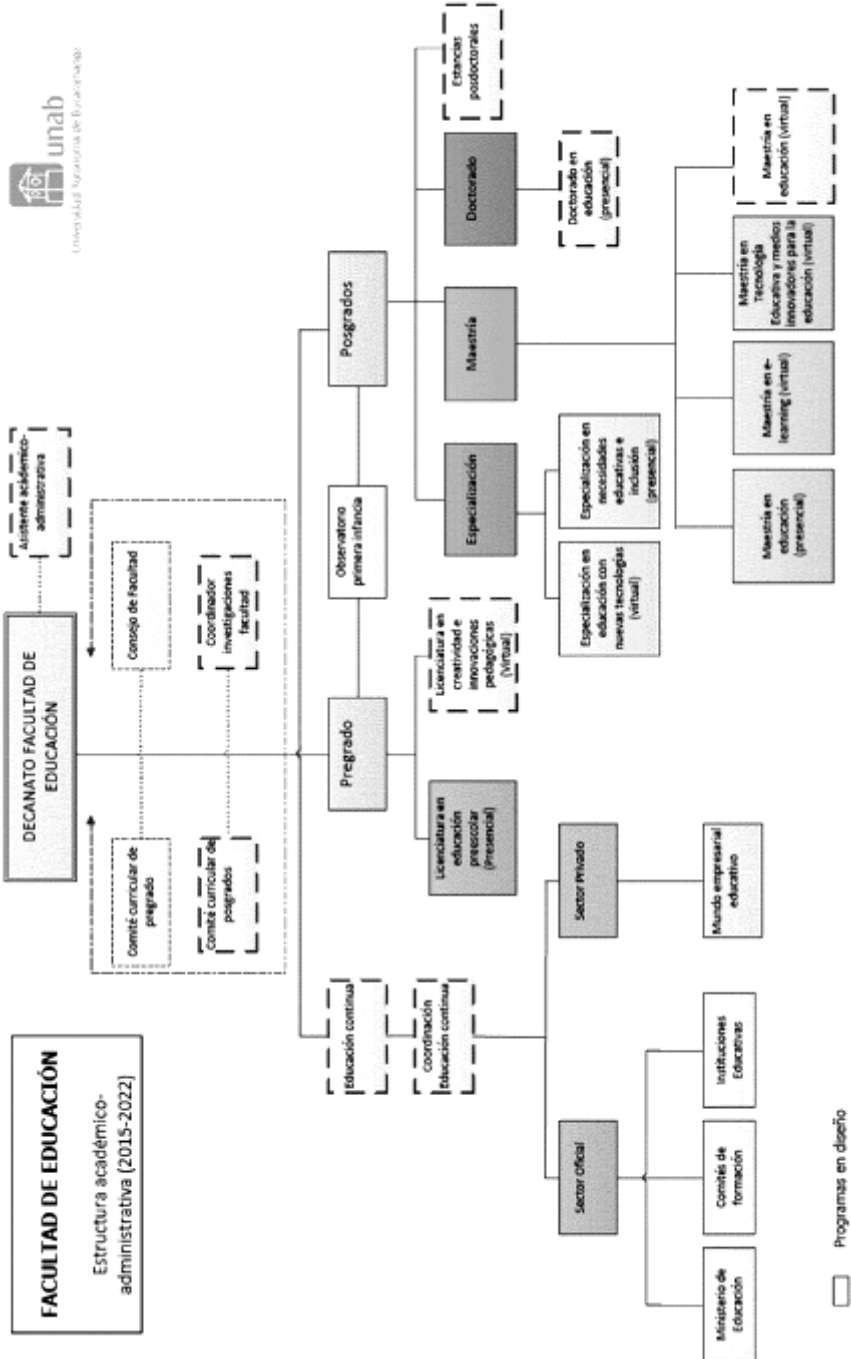 FACULTAD DE EDUCACIÓN
Estructura académico-
administrativa (2015-2022)
unab
Universidad Autónoma de Bucaramanga
DECANATO FACULTAD DE
EDUCACIÓN
Asistente académico-
administrativa
Comité curricular de
pregrado
Consejo de Facultad
Comité curricular de
posgrados
Coordinador
investigaciones
facultad
Educación continua
Pregrado
Observatorio
primera infancia
Posgrados
Coordinación
Educación continua
Licenciatura en
educación
preescolar
(Presencial)
Licenciatura en
creatividad e
innovaciones
pedagógicas
(Virtual)
Especialización
Maestría
Doctorado
Estancias
posdoctorales
Sector Oficial
Sector Privado
Especialización en
educación con
nuevas tecnologías
(virtual)
Especialización en
necesidades
educativas e
inclusión
(presencial)
Doctorado en
educación
(presencial)
Ministerio de
Educación
Comités de
formación
Instituciones
Educativas
Mundo empresarial
educativo
Maestría en
educación
(presencial)
Maestría en e-
learning (virtual)
Maestría en
Tecnología
Educativa y medios
innovadores para la
educación (virtual)
Maestría en
educación (virtual)
Programas en diseño